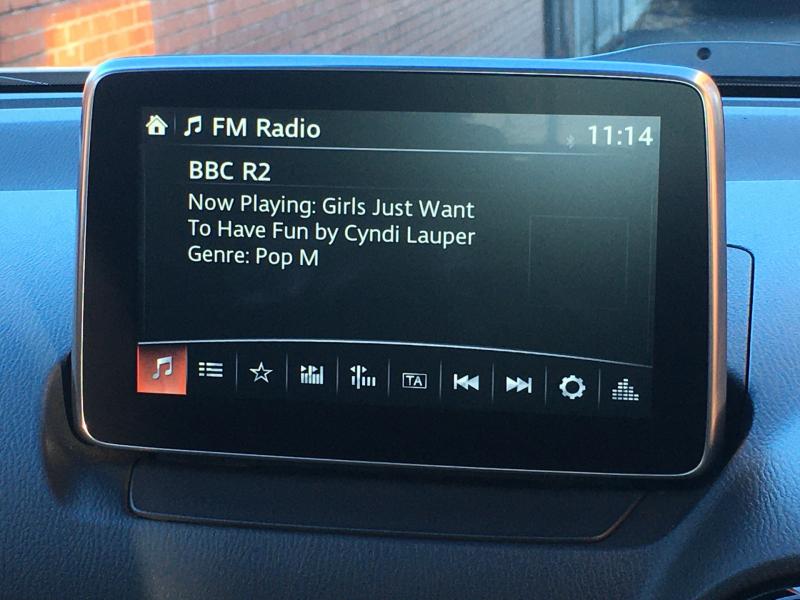 FM Radio
11:14
BBC R2
Now Playing: Girls Just Want
To Have Fun by Cyndi Lauper
Genre: Pop M
TA